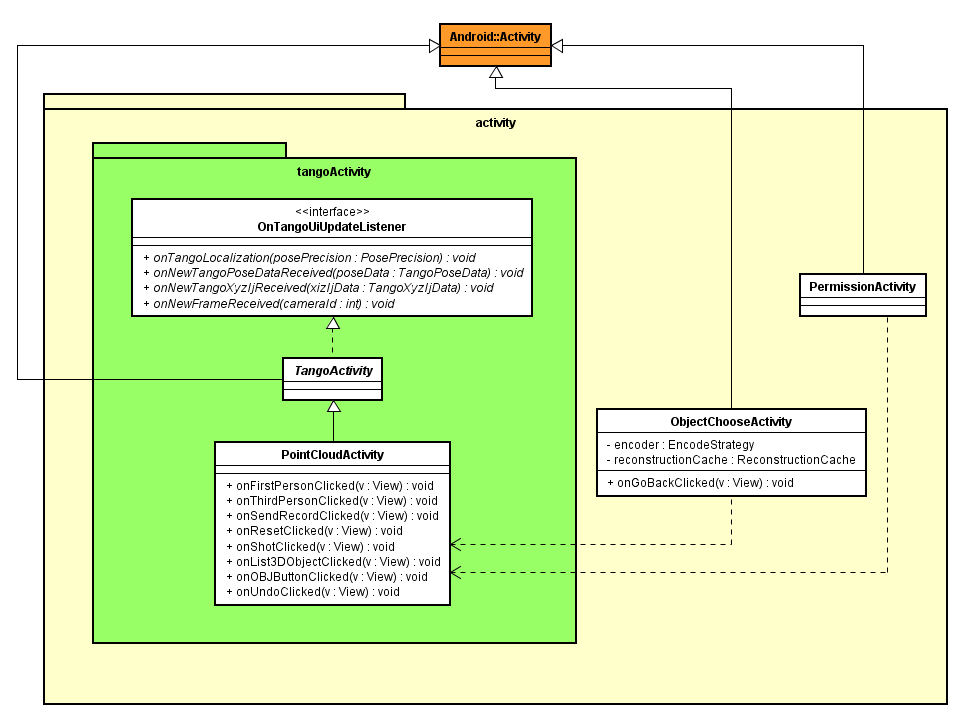 Android::Activity
activity
tangoActivity
<<interface>>
OnTangoUiUpdateListener
+ onTangoLocalization(posePrecision : PosePrecision) : void
+ onNewTangoPoseDataReceived(poseData : TangoPoseData) : void
+ onNewTangoXyzIjReceived(xizIjData : TangoXyzIjData) : void
+ onNewFrameReceived(cameraId : int) : void
PermissionActivity
TangoActivity
ObjectChooseActivity
- encoder : EncodeStrategy
- reconstructionCache : ReconstructionCache
+ onGoBackClicked(v : View) : void
PointCloudActivity
+ onFirstPersonClicked(v : View) : void
+ onThirdPersonClicked(v : View) : void
+ onSendRecordClicked(v : View) : void
+ onResetClicked(v : View) : void
+ onShotClicked(v : View) : void
+ onList3DObjectClicked(v : View) : void
+ onOBJButtonClicked(v : View) : void
+ onUndoClicked(v : View) : void